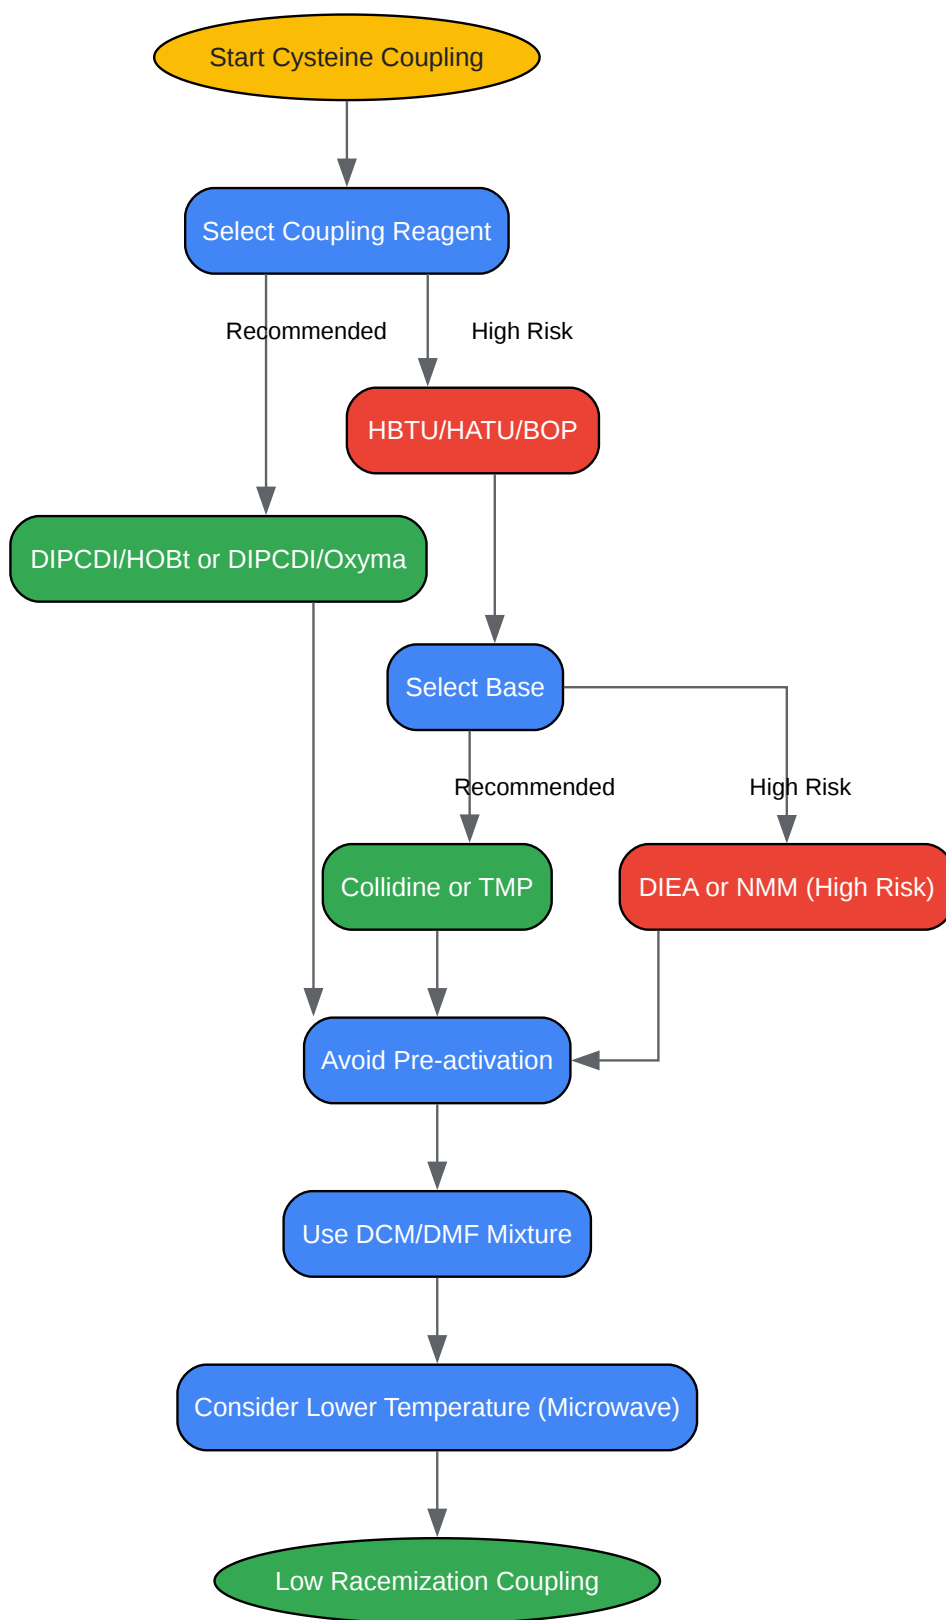 Start Cysteine Coupling
Select Coupling Reagent
Recommended
High Risk
HBTU/HATU/BOP
DIPCDI/HOBt or DIPCDI/Oxyma
Select Base
Recommended
High Risk
Collidine or TMP
DIEA or NMM (High Risk)
Avoid Pre-activation
Use DCM/DMF Mixture
Consider Lower Temperature (Microwave)
Low Racemization Coupling